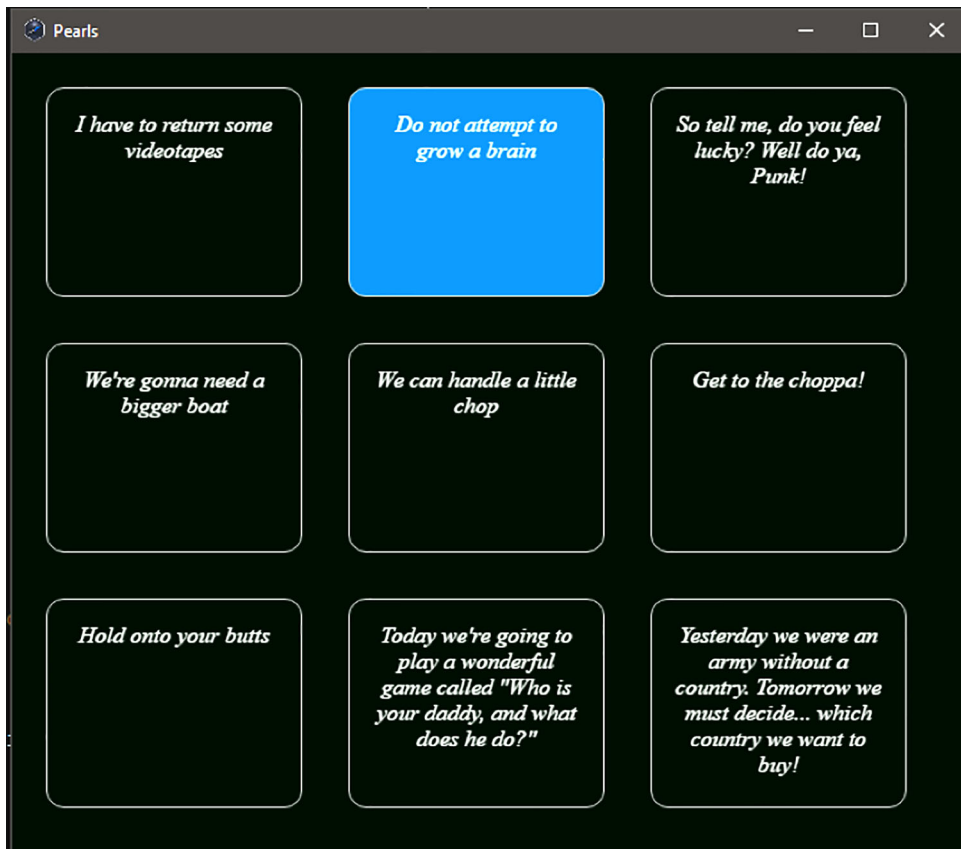 Pearls
I have to return some
videotapes
Do not attempt to
grow a brain
So tell me, do you feel
lucky? Well do ya,
Punk!
We're gonna need a
bigger boat
We can handle a little
chop
Get to the choppa!
Hold onto your butts
Today we're going to
play a wonderful
game called "Who is
your daddy, and what
does he do?"
Yesterday we were an
army without a
country. Tomorrow we
must decide... which
country we want to
buy!